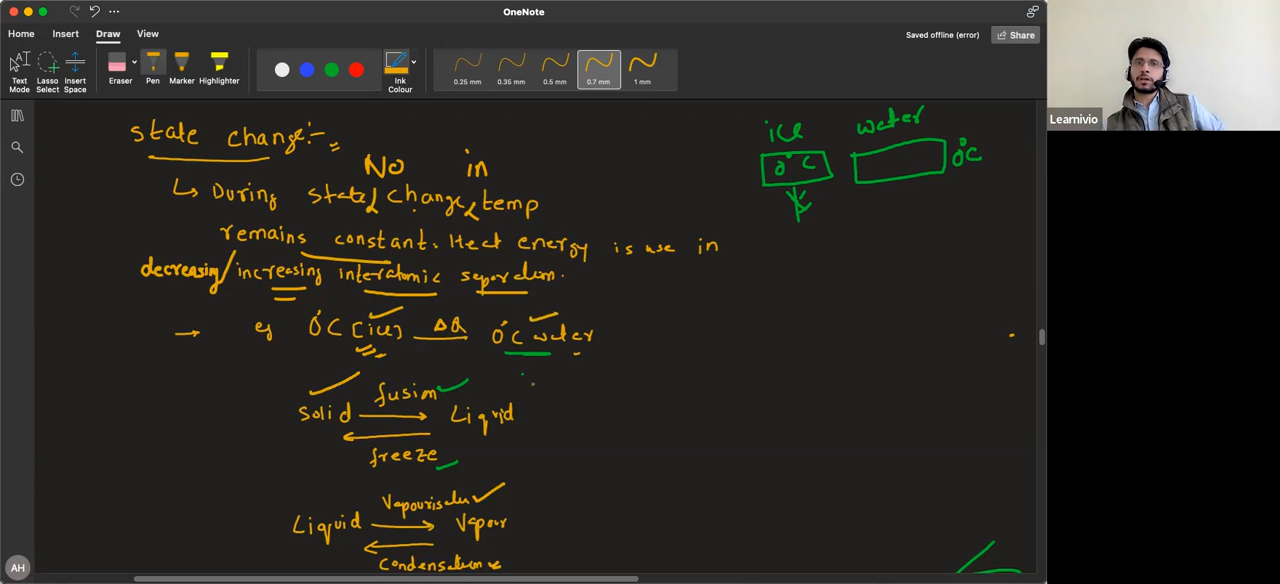 OneNote
Home Insert Draw View
Saved offline (error) Share
Text Mode
Lasso Select
Insert Space
Eraser
Pen
Marker
Highlighter
Ink Colour
0.25 mm
0.35 mm
0.5 mm
0.7 mm
1 mm
Learnivio
state change:-
No in
↳ During state change, temp
remains constant. Heat energy is use in
decreasing/increasing interatomic separation.
→ eg 0°C [ice] ΔQ 0°C water
Solid fusion → Liquid
← freeze
Liquid Vapourisation → Vapour
← Condensation
ice water
0°C 0°C
AH